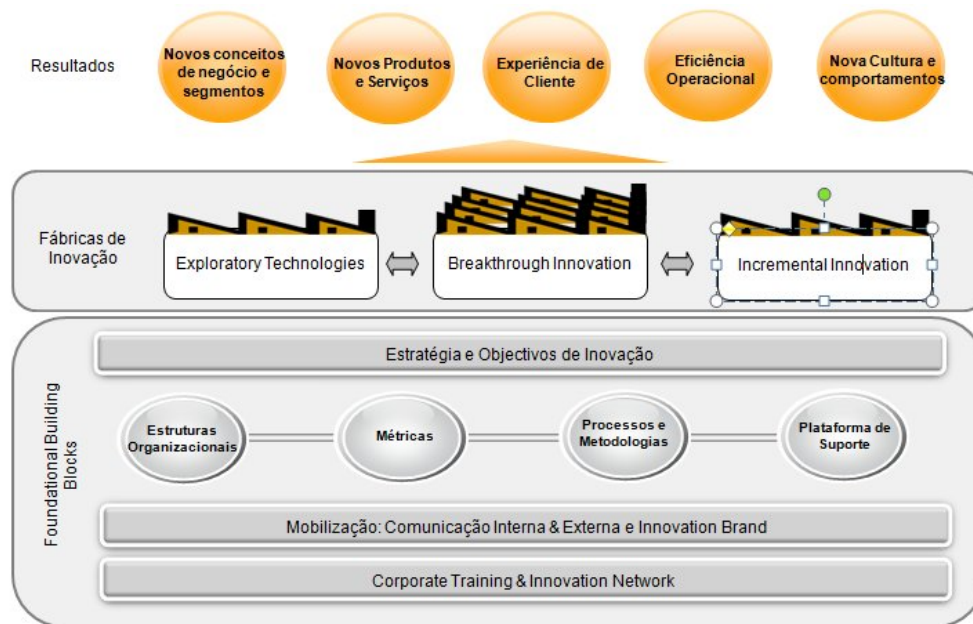 Resultados
Novos conceitos
de negócio e
segmentos
Novos Produtos
e Serviços
Experiência de
Cliente
Eficiência
Operacional
Nova Cultura e
comportamentos
Fábricas de
Inovação
Exploratory Technologies
Breakthrough Innovation
Incremental Innovation
Foundational Building
Blocks
Estratégia e Objectivos de Inovação
Estruturas
Organizacionais
Métricas
Processos e
Metodologias
Plataforma de
Suporte
Mobilização: Comunicação Interna & Externa e Innovation Brand
Corporate Training & Innovation Network